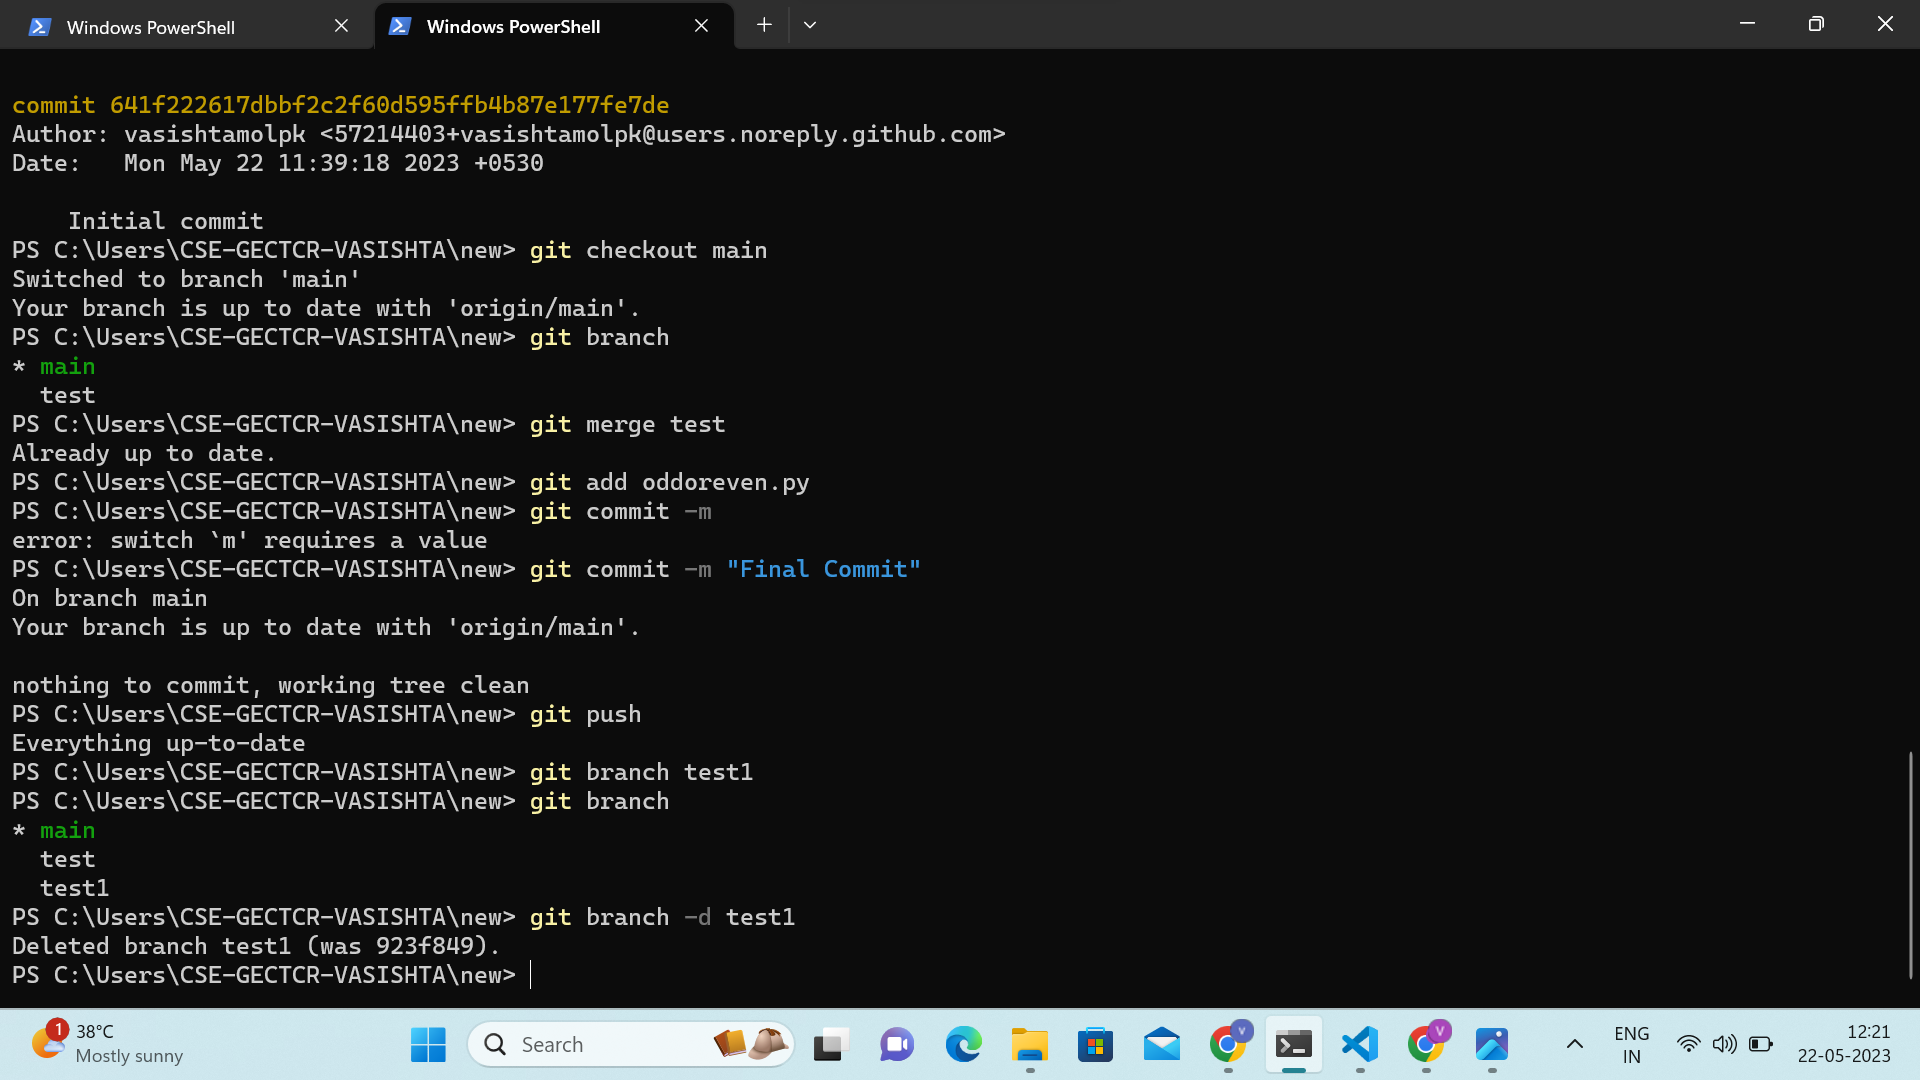 Windows PowerShell
Windows PowerShell
commit 641f222617dbbf2c2f60d595ffb4b87e177fe7de
Author: vasishtamolpk <57214403+vasishtamolpk@users.noreply.github.com>
Date:   Mon May 22 11:39:18 2023 +0530
    Initial commit
PS C:\Users\CSE-GECTCR-VASISHTA\new> git checkout main
Switched to branch 'main'
Your branch is up to date with 'origin/main'.
PS C:\Users\CSE-GECTCR-VASISHTA\new> git branch
* main
  test
PS C:\Users\CSE-GECTCR-VASISHTA\new> git merge test
Already up to date.
PS C:\Users\CSE-GECTCR-VASISHTA\new> git add oddoreven.py
PS C:\Users\CSE-GECTCR-VASISHTA\new> git commit -m
error: switch `m' requires a value
PS C:\Users\CSE-GECTCR-VASISHTA\new> git commit -m "Final Commit"
On branch main
Your branch is up to date with 'origin/main'.
nothing to commit, working tree clean
PS C:\Users\CSE-GECTCR-VASISHTA\new> git push
Everything up-to-date
PS C:\Users\CSE-GECTCR-VASISHTA\new> git branch test1
PS C:\Users\CSE-GECTCR-VASISHTA\new> git branch
* main
  test
  test1
PS C:\Users\CSE-GECTCR-VASISHTA\new> git branch -d test1
Deleted branch test1 (was 923f849).
PS C:\Users\CSE-GECTCR-VASISHTA\new>
1
38°C
Mostly sunny
Search
V
V
ENG
IN
12:21
22-05-2023